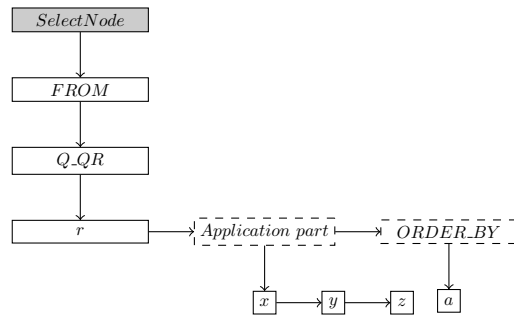 SelectNode
FROM
Q_QR
r
Application part
ORDER_BY
x
y
z
a